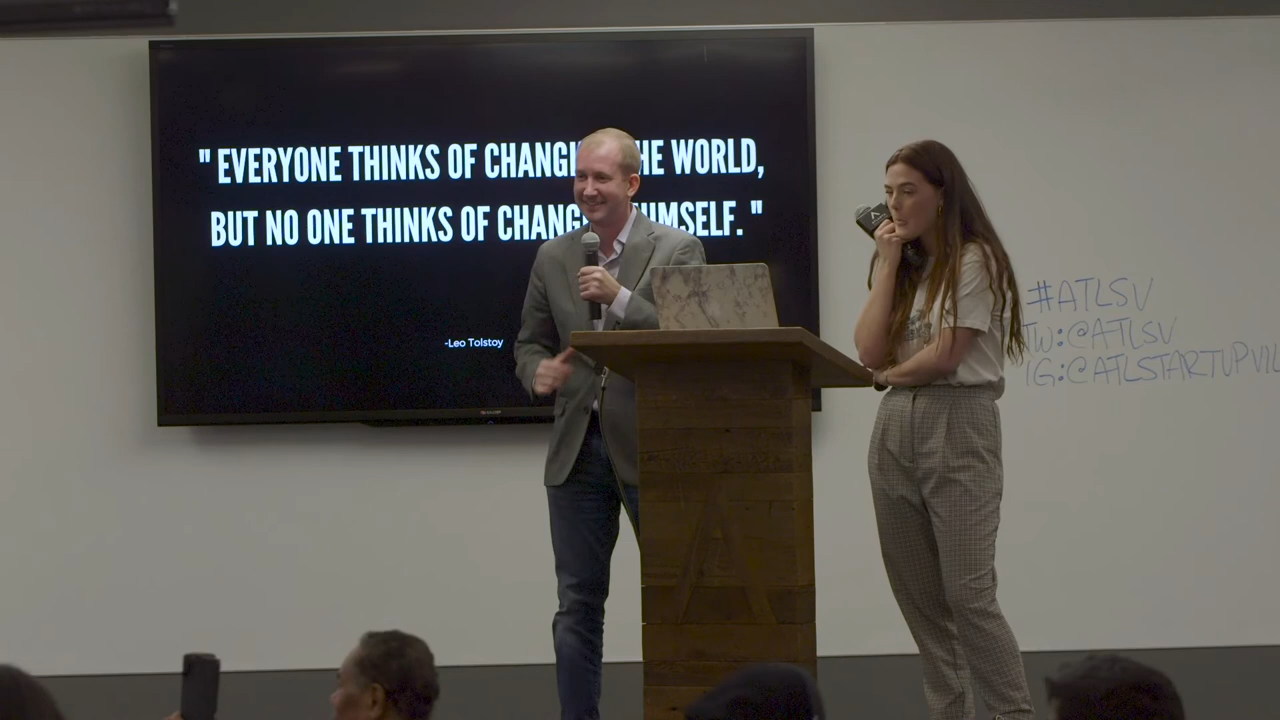 " EVERYONE THINKS OF CHANGI HE WORLD,
BUT NO ONE THINKS OF CHANG HIMSELF. "
-Leo Tolstoy
#ATLSV
TW:@ATLSV
IG:@ATLSTARTUPVIL